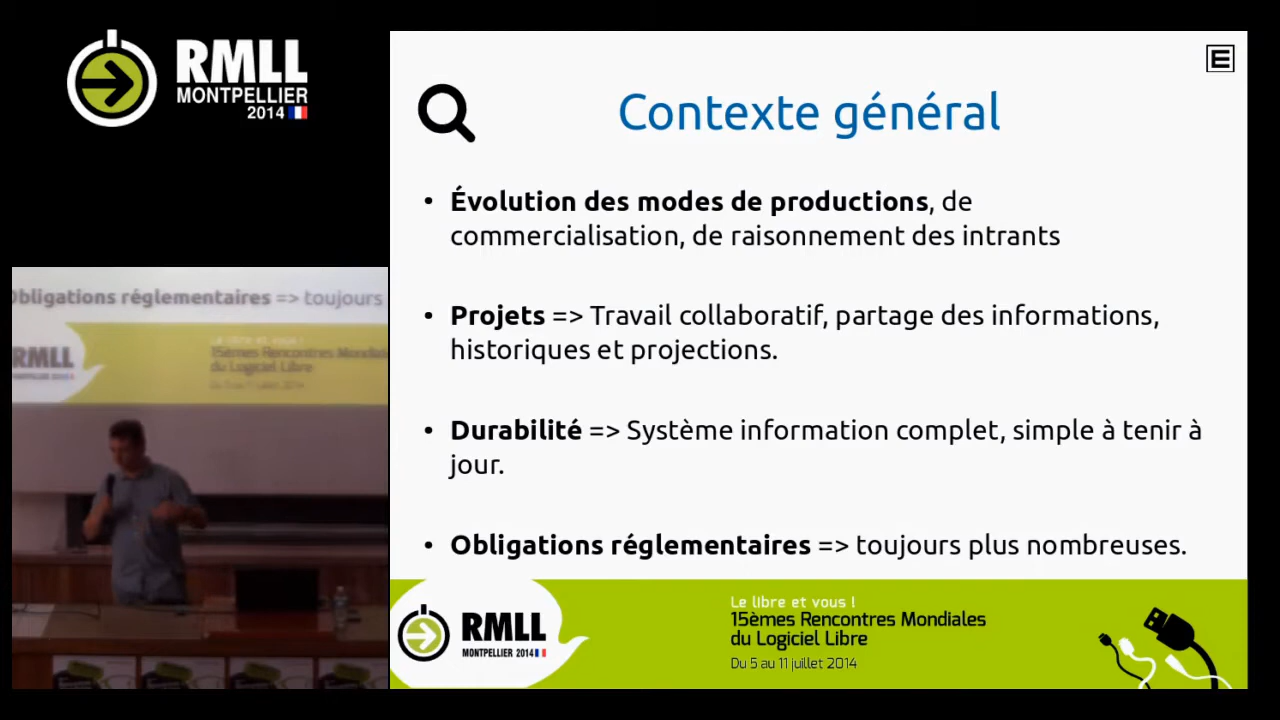 RMLL
MONTPELLIER
2014
E
Contexte général
• Évolution des modes de productions, de
commercialisation, de raisonnement des intrants
• Projets => Travail collaboratif, partage des informations,
historiques et projections.
• Durabilité => Système information complet, simple à tenir à
jour.
• Obligations réglementaires => toujours plus nombreuses.
RMLL
MONTPELLIER 2014
Le libre et vous !
15èmes Rencontres Mondiales
du Logiciel Libre
Du 5 au 11 juillet 2014
Obligations réglementaires => toujours
RMLL
15èmes Rencontres Mondiales
du Logiciel Libre